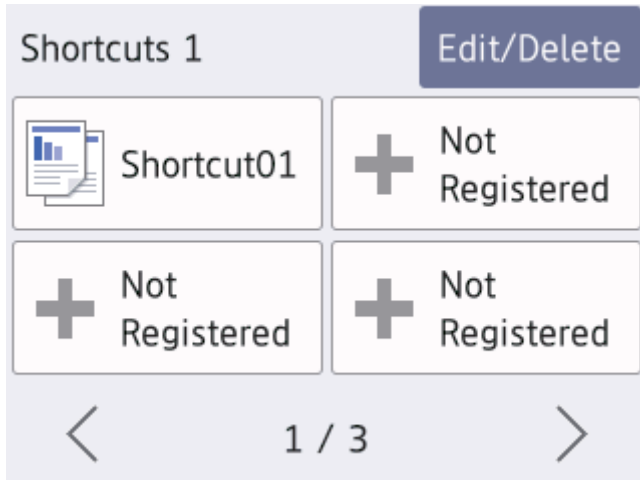 Shortcuts 1
Edit/Delete
Shortcut01
Not
Registered
Not
Registered
Not
Registered
1 / 3